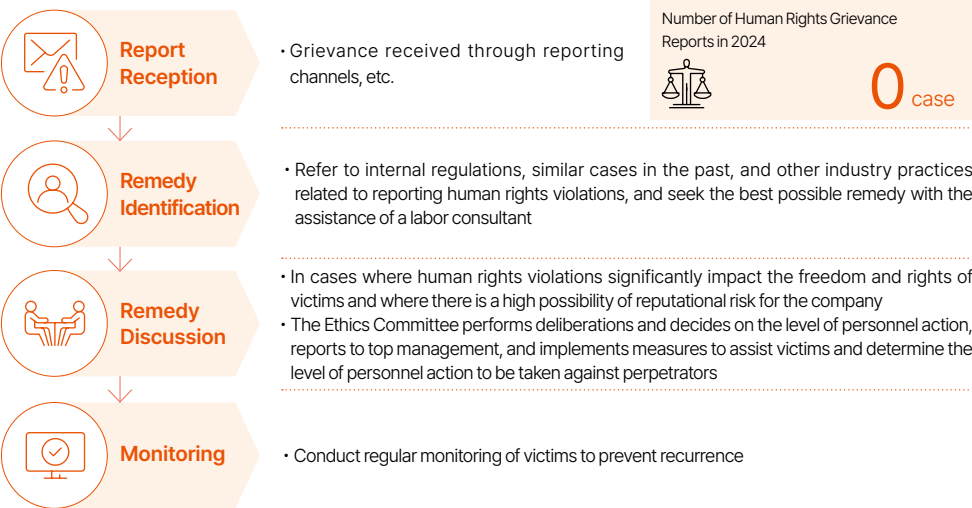 Report
Reception
· Grievance received through reporting
channels, etc.
Number of Human Rights Grievance
Reports in 2024
0 case
Remedy
Identification
· Refer to internal regulations, similar cases in the past, and other industry practices
related to reporting human rights violations, and seek the best possible remedy with the
assistance of a labor consultant
Remedy
Discussion
· In cases where human rights violations significantly impact the freedom and rights of
victims and where there is a high possibility of reputational risk for the company
· The Ethics Committee performs deliberations and decides on the level of personnel action,
reports to top management, and implements measures to assist victims and determine the
level of personnel action to be taken against perpetrators
Monitoring
· Conduct regular monitoring of victims to prevent recurrence